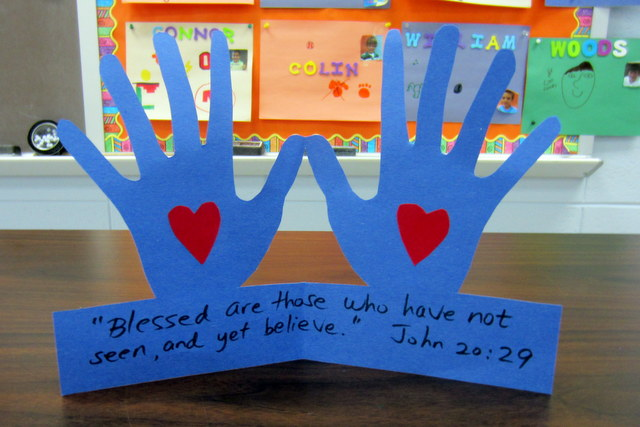 CONNOR
COLIN
WILLIAM
WOODS
"Blessed are those who have not
seen, and yet believe." John 20:29